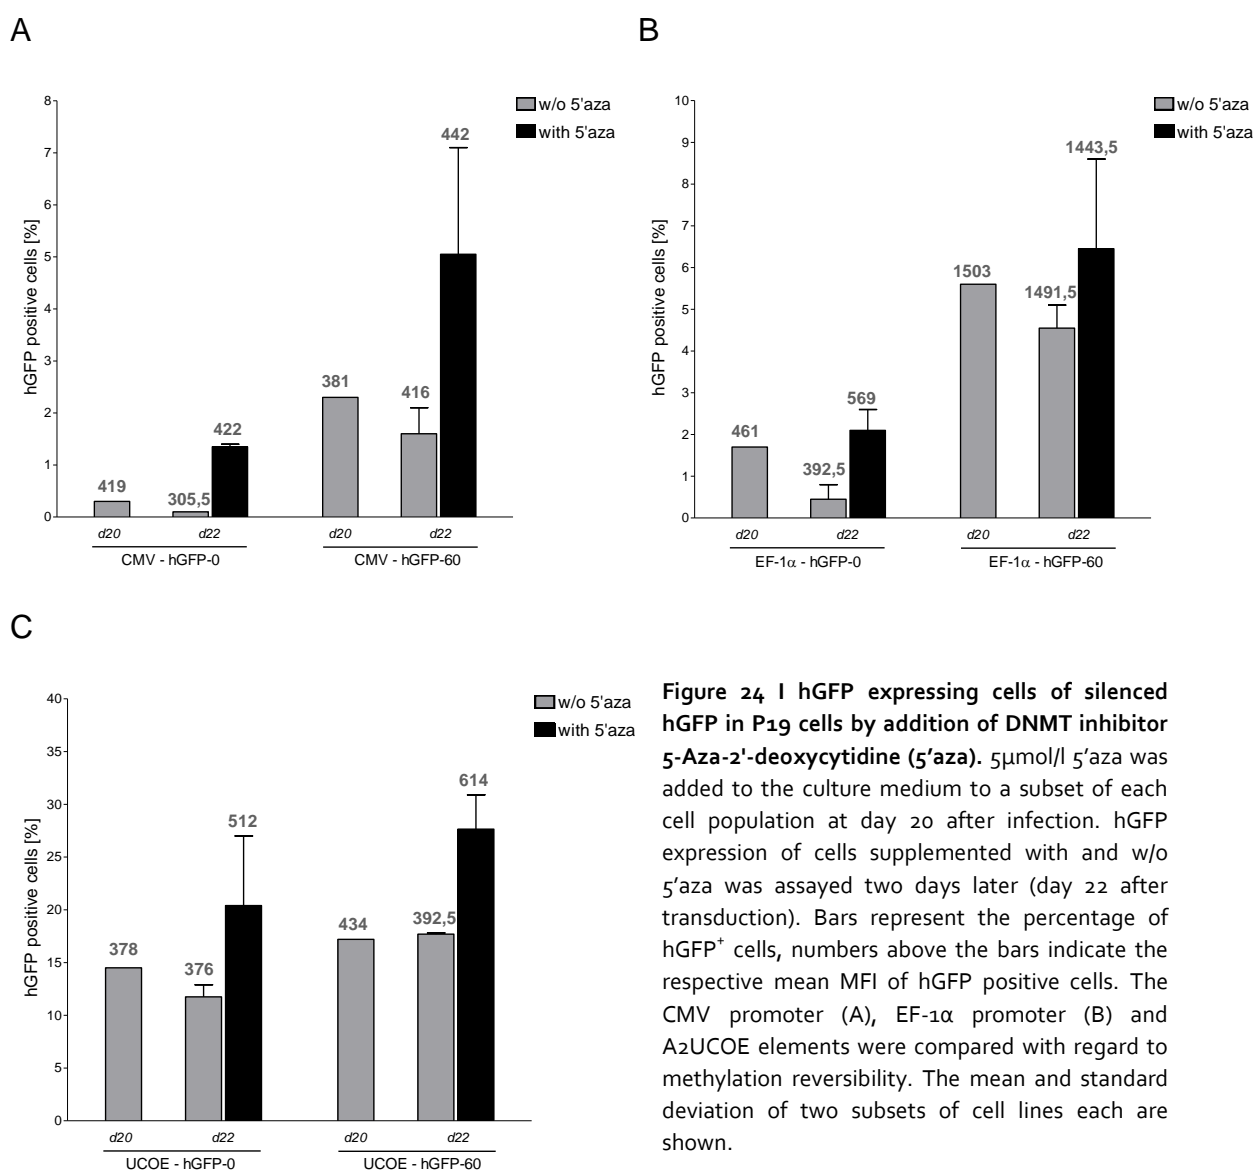 A
B
8
7
6
5
4
3
2
1
0
hGFP positive cells [%]
w/o 5'aza
with 5'aza
419
305,5
422
381
416
442
d20
d22
d20
d22
CMV - hGFP-0
CMV - hGFP-60
10
9
8
7
6
5
4
3
2
1
0
hGFP positive cells [%]
w/o 5'aza
with 5'aza
461
392,5
569
1503
1491,5
1443,5
d20
d22
d20
d22
EF-1α - hGFP-0
EF-1α - hGFP-60
C
40
35
30
25
20
15
10
5
0
hGFP positive cells [%]
w/o 5'aza
with 5'aza
378
376
512
434
392,5
614
d20
d22
d20
d22
UCOE - hGFP-0
UCOE - hGFP-60
Figure 24 I hGFP expressing cells of silenced
hGFP in P19 cells by addition of DNMT inhibitor
5-Aza-2'-deoxycytidine (5'aza). 5µmol/l 5'aza was
added to the culture medium to a subset of each
cell population at day 20 after infection. hGFP
expression of cells supplemented with and w/o
5'aza was assayed two days later (day 22 after
transduction). Bars represent the percentage of
hGFP⁺ cells, numbers above the bars indicate the
respective mean MFI of hGFP positive cells. The
CMV promoter (A), EF-1α promoter (B) and
A2UCOE elements were compared with regard to
methylation reversibility. The mean and standard
deviation of two subsets of cell lines each are
shown.